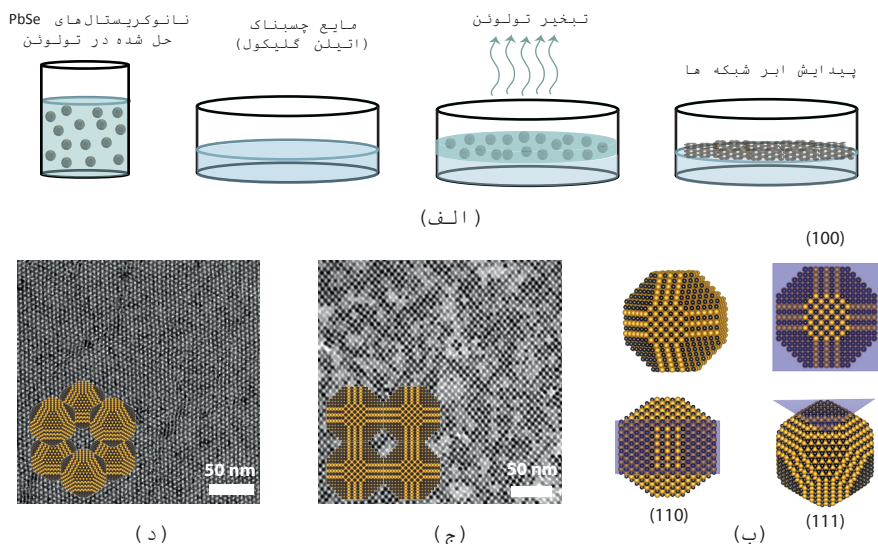 نانوکریستال‌های PbSe
حل شده در تولوئن
مایع چسبناک
(اتیلن گلیکول)
تبخیر تولوئن
پیدایش ابر شبکه ها
(الف)
(100)
(110)
(111)
50 nm
50 nm
(د)
(ج)
(ب)